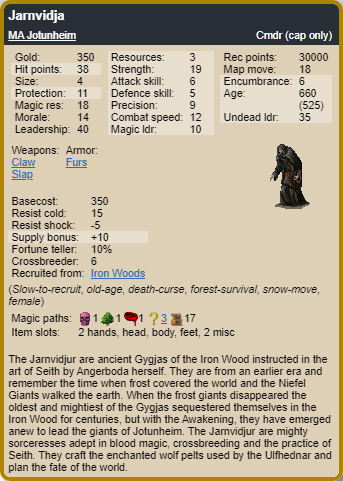 Jarnvidja
MA Jotunheim Cmdr (cap only)
Gold: 350 Resources: 3 Rec points: 30000
Hit points: 38 Strength: 19 Map move: 18
Size: 4 Attack skill: 6 Encumbrance: 6
Protection: 11 Defence skill: 5 Age: 660
Magic res: 18 Precision: 9 (525)
Morale: 14 Combat speed: 12 Undead ldr: 35
Leadership: 40 Magic ldr: 10
Weapons: Armor:
Claw Furs
Slap
Basecost: 350
Resist cold: 15
Resist shock: -5
Supply bonus: +10
Fortune teller: 10%
Crossbreeder: 6
Recruited from: Iron Woods
(Slow-to-recruit, old-age, death-curse, forest-survival, snow-move,
female)
Magic paths: 1 1 1 ? 3 17
Item slots: 2 hands, head, body, feet, 2 misc
The Jarnvidjur are ancient Gygjas of the Iron Wood instructed in the
art of Seith by Angerboda herself. They are from an earlier era and
remember the time when frost covered the world and the Niefel
Giants walked the earth. When the frost giants disappeared the
oldest and mightiest of the Gygjas sequestered themselves in the
Iron Wood for centuries, but with the Awakening, they have emerged
anew to lead the giants of Jotunheim. The Jarnvidjur are mighty
sorceresses adept in blood magic, crossbreeding and the practice of
Seith. They craft the enchanted wolf pelts used by the Ulfhednar and
plan the fate of the world.